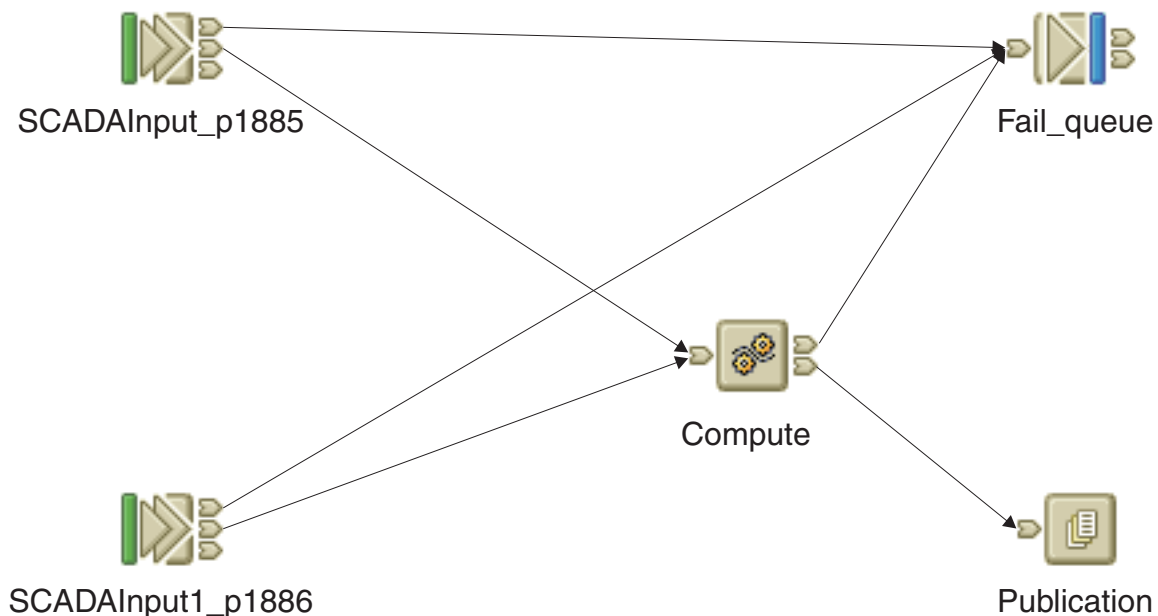 SCADAInput_p1885
Fail_queue
Compute
SCADAInput1_p1886
Publication